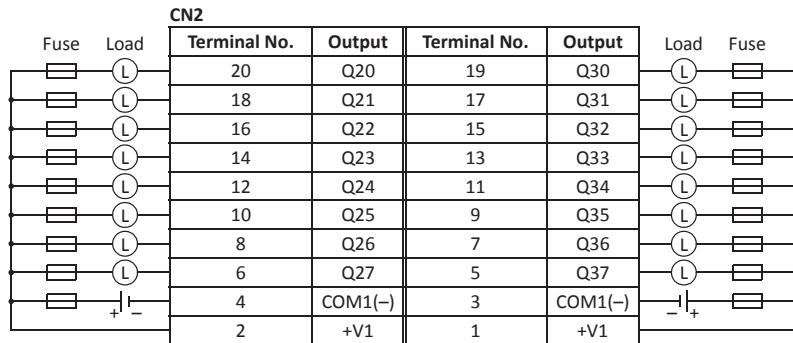 CN2
Fuse Load Terminal No. Output Terminal No. Output Load Fuse
L 20 Q20 19 Q30 L
L 18 Q21 17 Q31 L
L 16 Q22 15 Q32 L
L 14 Q23 13 Q33 L
L 12 Q24 11 Q34 L
L 10 Q25 9 Q35 L
L 8 Q26 7 Q36 L
L 6 Q27 5 Q37 L
+ – 4 COM1(–) 3 COM1(–) – +
2 +V1 1 +V1